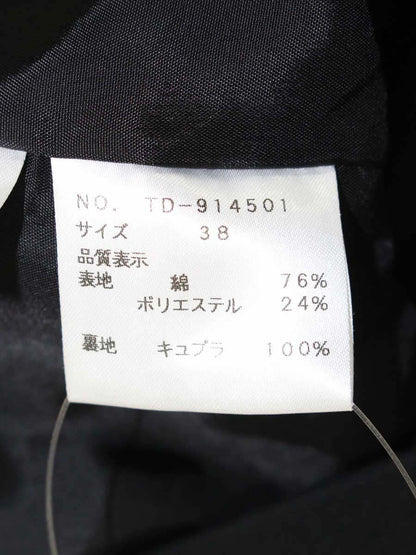 NO. TD-914501
サイズ 38
品質表示
表地 綿 76%
ポリエステル 24%
裏地 キュプラ 100%